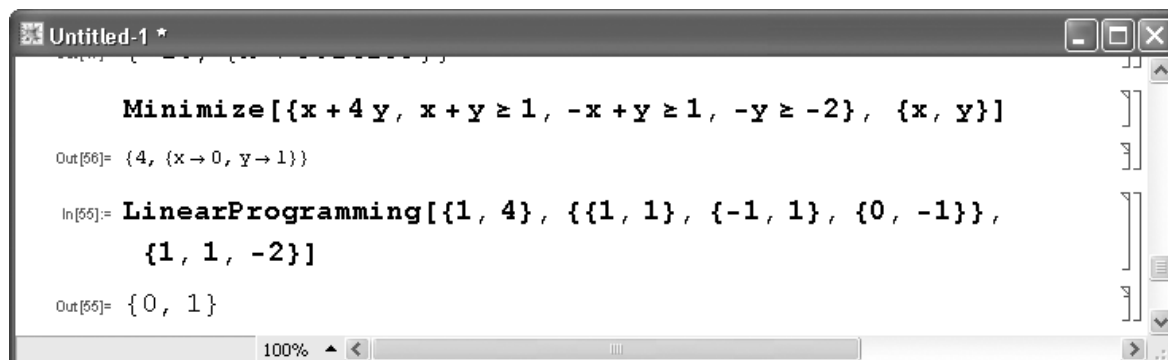 Untitled-1 *
Minimize[{x + 4 y, x + y ≥ 1, -x + y ≥ 1, -y ≥ -2}, {x, y}]
Out[56]= {4, {x → 0, y → 1}}
In[55]:= LinearProgramming[{1, 4}, {{1, 1}, {-1, 1}, {0, -1}},
{1, 1, -2}]
Out[55]= {0, 1}
100%